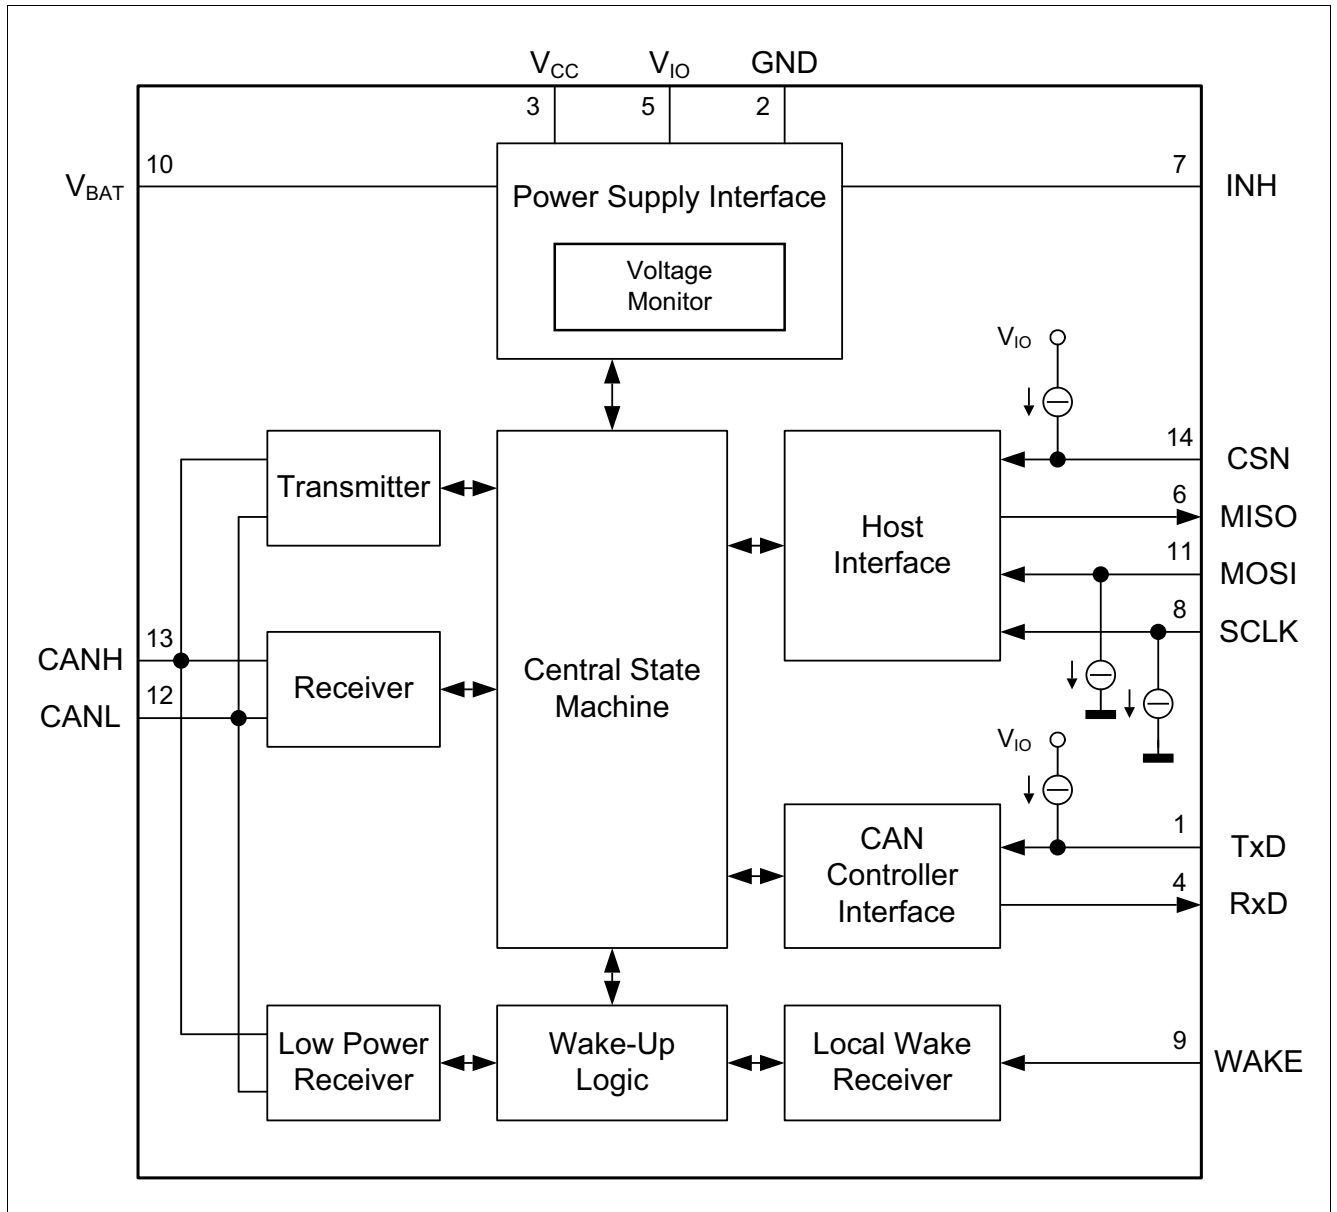 VCC VIO GND
3 5 2
VBAT 10 7 INH
Power Supply Interface
Voltage
Monitor
VIO
14 CSN
Transmitter
6 MISO
Host
Interface
11 MOSI
8 SCLK
CANH 13
Receiver
CANL 12
Central State
Machine
VIO
CAN
Controller
Interface
1 TxD
4 RxD
Low Power
Receiver
Wake-Up
Logic
Local Wake
Receiver
9 WAKE